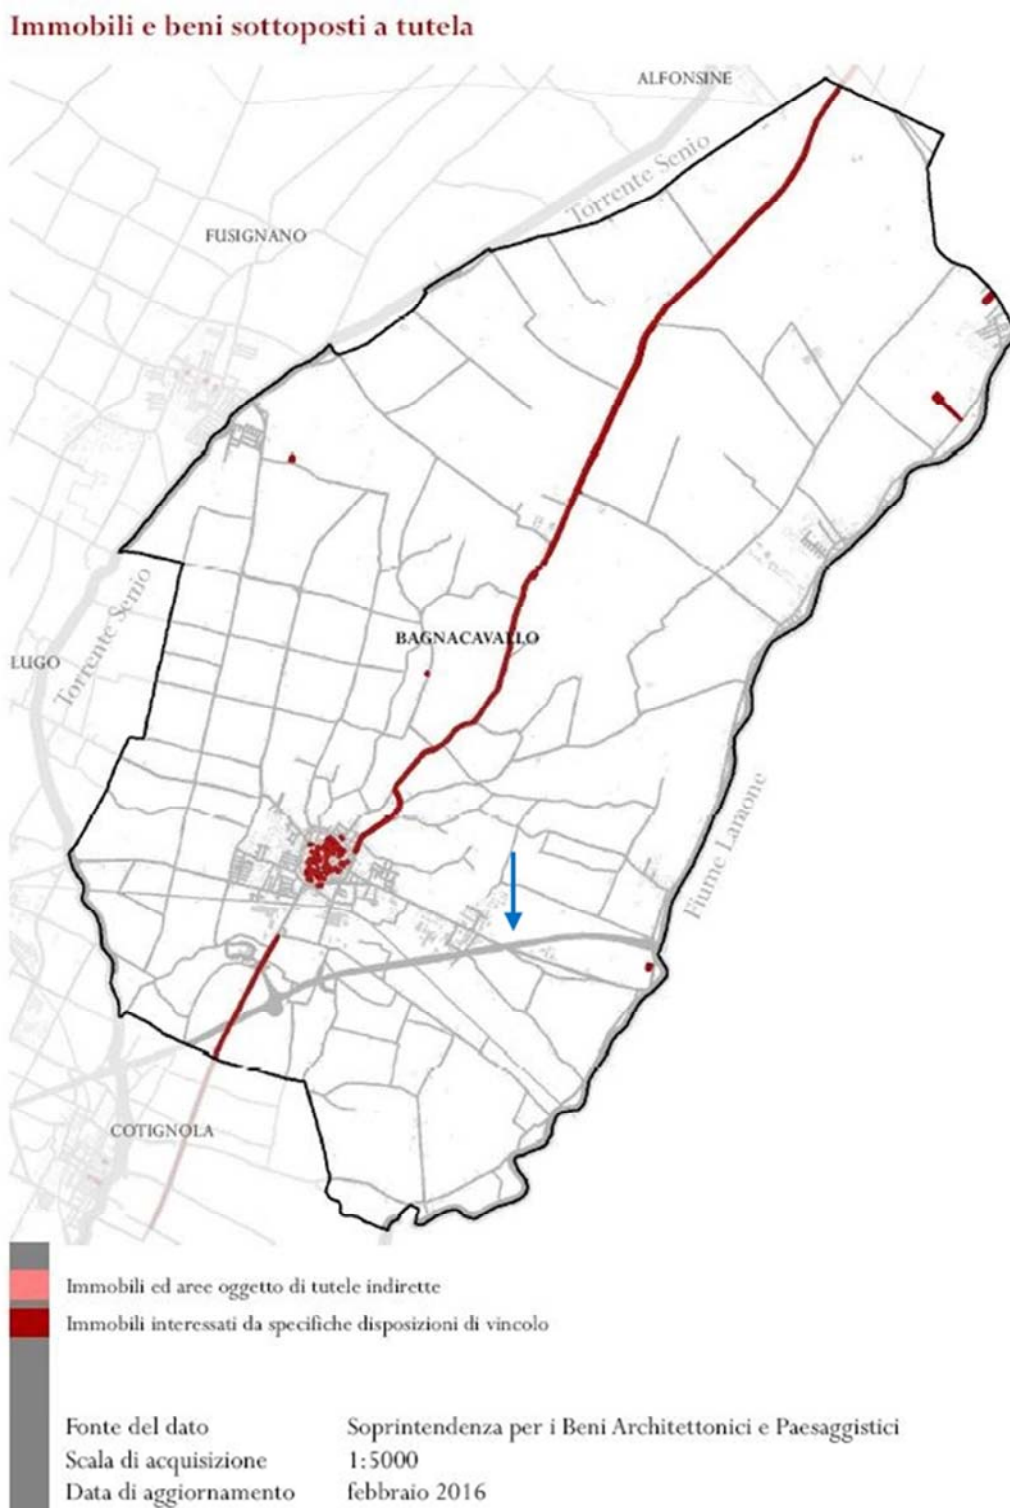 Immobili e beni sottoposti a tutela
ALFONSINE
Torrente Senio
FUSIGNANO
Torrente Senio
BAGNACAVALLO
LUGO
Fiume Lamone
COTIGNOLA
Immobili ed aree oggetto di tutele indirette
Immobili interessati da specifiche disposizioni di vincolo
Fonte del dato Soprintendenza per i Beni Architettonici e Paesaggistici
Scala di acquisizione 1:5000
Data di aggiornamento febbraio 2016